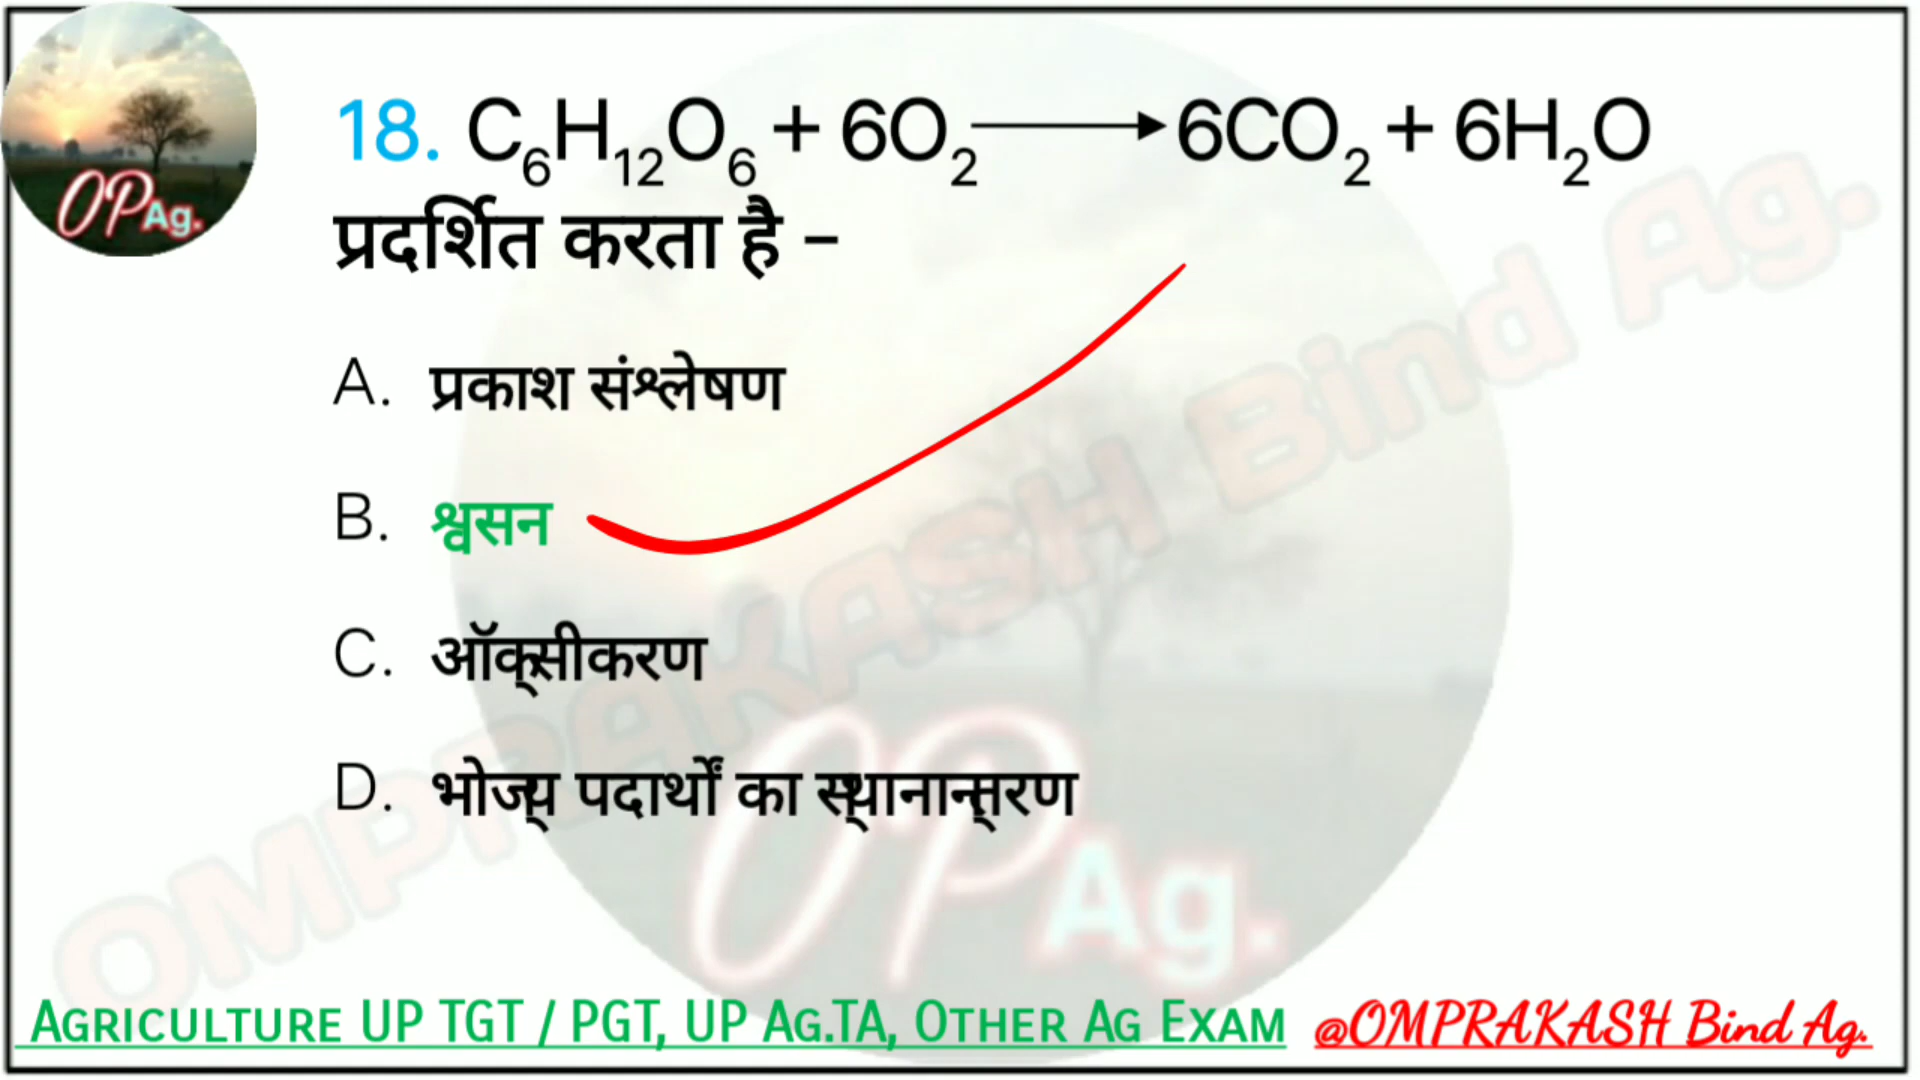 OP Ag.
18. C₆H₁₂O₆ + 6O₂ ⟶ 6CO₂ + 6H₂O
प्रदर्शित करता है –
A. प्रकाश संश्लेषण
B. श्वसन
C. ऑक्सीकरण
D. भोज्य पदार्थों का स्थानान्तरण
OMPRAKASH Bind Ag.
OP Ag.
AGRICULTURE UP TGT / PGT, UP AG.TA, OTHER AG EXAM @OMPRAKASH Bind Ag.